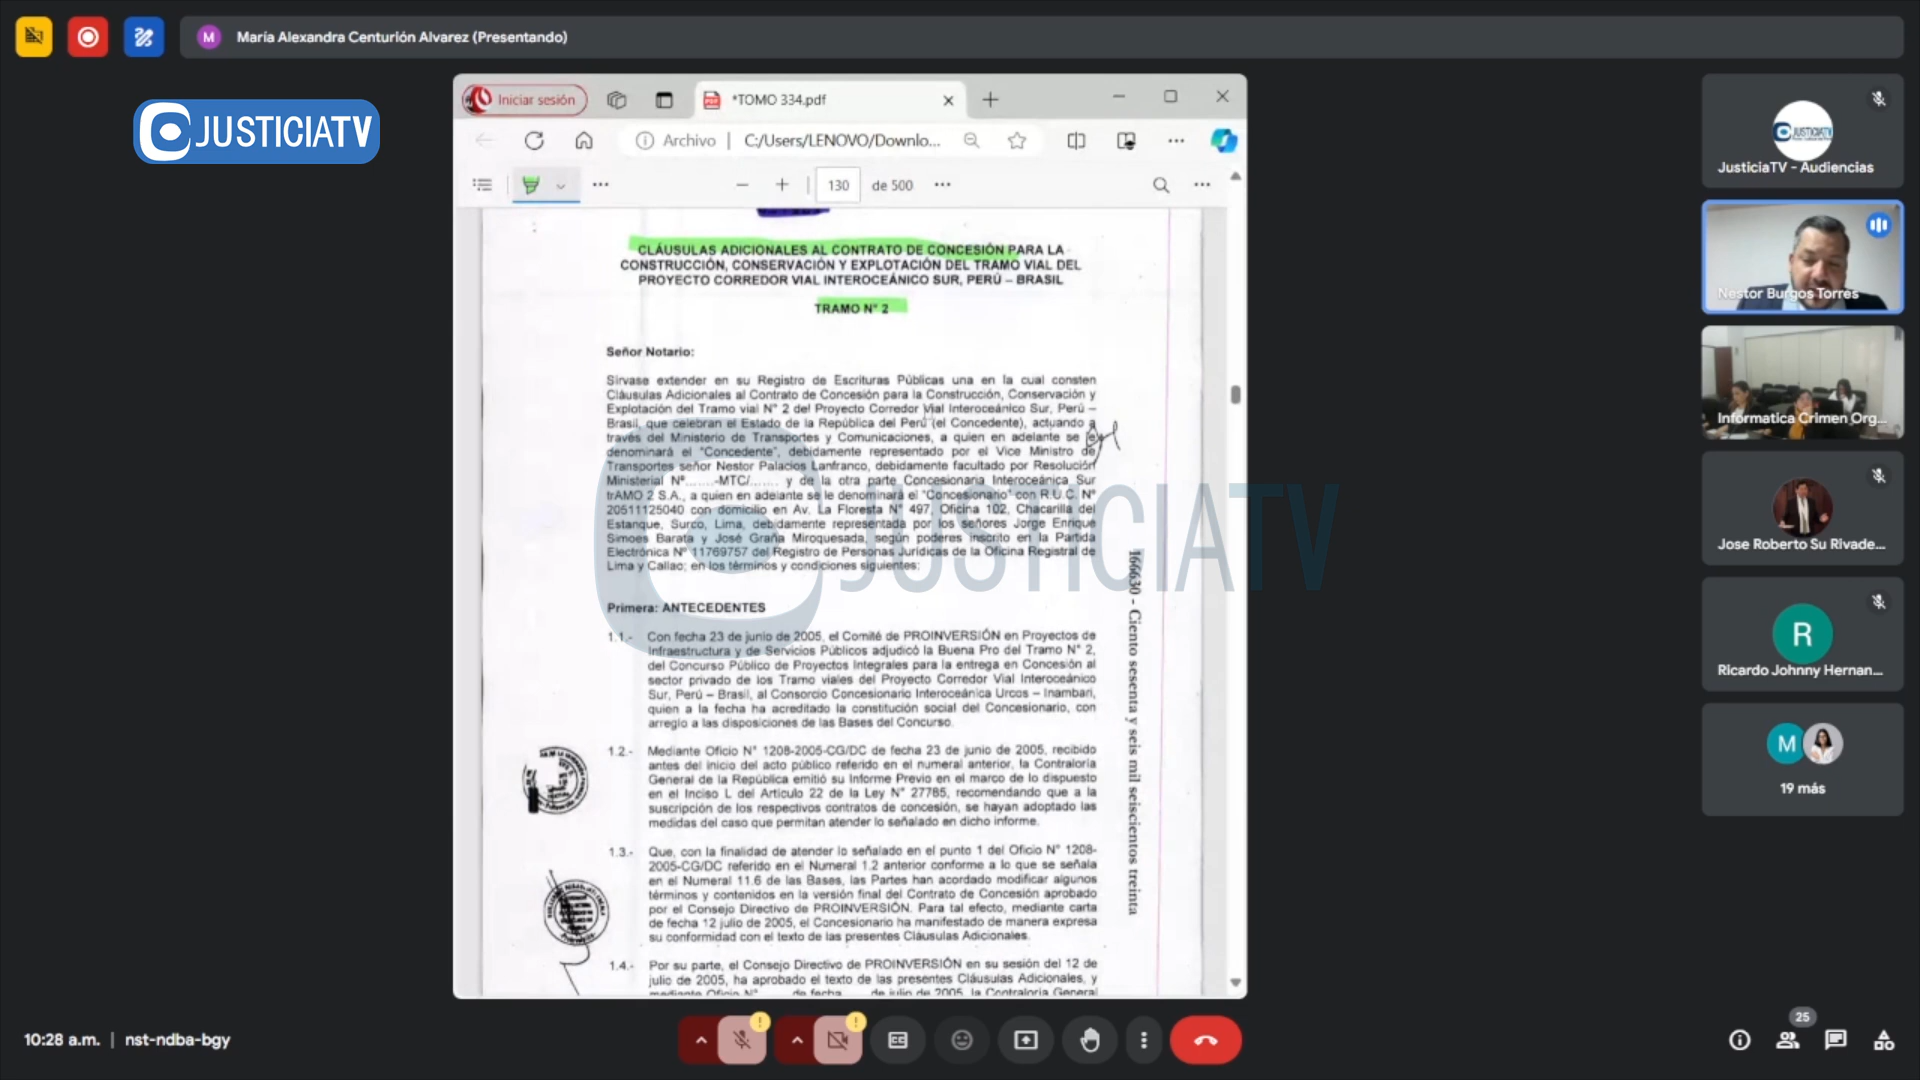 M María Alexandra Centurión Alvarez (Presentando)
JUSTICIATV
Iniciar sesión
*TOMO 334.pdf
Archivo | C:/Users/LENOVO/Downlo...
130 de 500
CLÁUSULAS ADICIONALES AL CONTRATO DE CONCESIÓN PARA LA
CONSTRUCCIÓN, CONSERVACIÓN Y EXPLOTACIÓN DEL TRAMO VIAL DEL
PROYECTO CORREDOR VIAL INTEROCEÁNICO SUR, PERÚ – BRASIL
TRAMO N° 2
Señor Notario:
Sírvase extender en su Registro de Escrituras Públicas una en la cual consten
Cláusulas Adicionales al Contrato de Concesión para la Construcción, Conservación y
Explotación del Tramo vial N° 2 del Proyecto Corredor Vial Interoceánico Sur, Perú –
Brasil, que celebran el Estado de la República del Perú (el Concedente), actuando a
través del Ministerio de Transportes y Comunicaciones, a quien en adelante se le
denominará el "Concedente", debidamente representado por el Vice Ministro de
Transportes señor Nestor Palacios Lanfranco, debidamente facultado por Resolución
Ministerial N°.......-MTC/....... y de la otra parte Concesionaria Interoceánica Sur
trAMO 2 S.A., a quien en adelante se le denominará el "Concesionario" con R.U.C. N°
20511125040 con domicilio en Av. La Floresta N° 497, Oficina 102, Chacarilla del
Estanque, Surco, Lima, debidamente representada por los señores Jorge Enrique
Simoes Barata y José Graña Miroquesada, según poderes inscrito en la Partida
Electrónica N° 11769757 del Registro de Personas Jurídicas de la Oficina Registral de
Lima y Callao; en los términos y condiciones siguientes:
Primera: ANTECEDENTES
1.1.- Con fecha 23 de junio de 2005, el Comité de PROINVERSIÓN en Proyectos de
Infraestructura y de Servicios Públicos adjudicó la Buena Pro del Tramo N° 2,
del Concurso Público de Proyectos Integrales para la entrega en Concesión al
sector privado de los Tramo viales del Proyecto Corredor Vial Interoceánico
Sur, Perú – Brasil, al Consorcio Concesionario Interoceánica Urcos – Inambari,
quien a la fecha ha acreditado la constitución social del Concesionario, con
arreglo a las disposiciones de las Bases del Concurso.
1.2.- Mediante Oficio N° 1208-2005-CG/DC de fecha 23 de junio de 2005, recibido
antes del inicio del acto público referido en el numeral anterior, la Contraloría
General de la República emitió su Informe Previo en el marco de lo dispuesto
en el Inciso L del Artículo 22 de la Ley N° 27785, recomendando que a la
suscripción de los respectivos contratos de concesión, se hayan adoptado las
medidas del caso que permitan atender lo señalado en dicho informe.
1.3.- Que, con la finalidad de atender lo señalado en el punto 1 del Oficio N° 1208-
2005-CG/DC referido en el Numeral 1.2 anterior conforme a lo que se señala
en el Numeral 11.6 de las Bases, las Partes han acordado modificar algunos
términos y contenidos en la versión final del Contrato de Concesión aprobado
por el Consejo Directivo de PROINVERSIÓN. Para tal efecto, mediante carta
de fecha 12 julio de 2005, el Concesionario ha manifestado de manera expresa
su conformidad con el texto de las presentes Cláusulas Adicionales.
1.4.- Por su parte, el Consejo Directivo de PROINVERSIÓN en su sesión del 12 de
julio de 2005, ha aprobado el texto de las presentes Cláusulas Adicionales, y
mediante Oficio N° de fecha de julio de 2005, la Contraloría General
166630 - Ciento sesenta y seis mil seiscientos treinta
JUSTICIATV
JUSTICIATV
JusticiaTV - Audiencias
Nestor Burgos Torres
Informatica Crimen Org...
Jose Roberto Su Rivade...
R
Ricardo Johnny Hernan...
M
19 más
10:28 a.m. | nst-ndba-bgy
CC
25